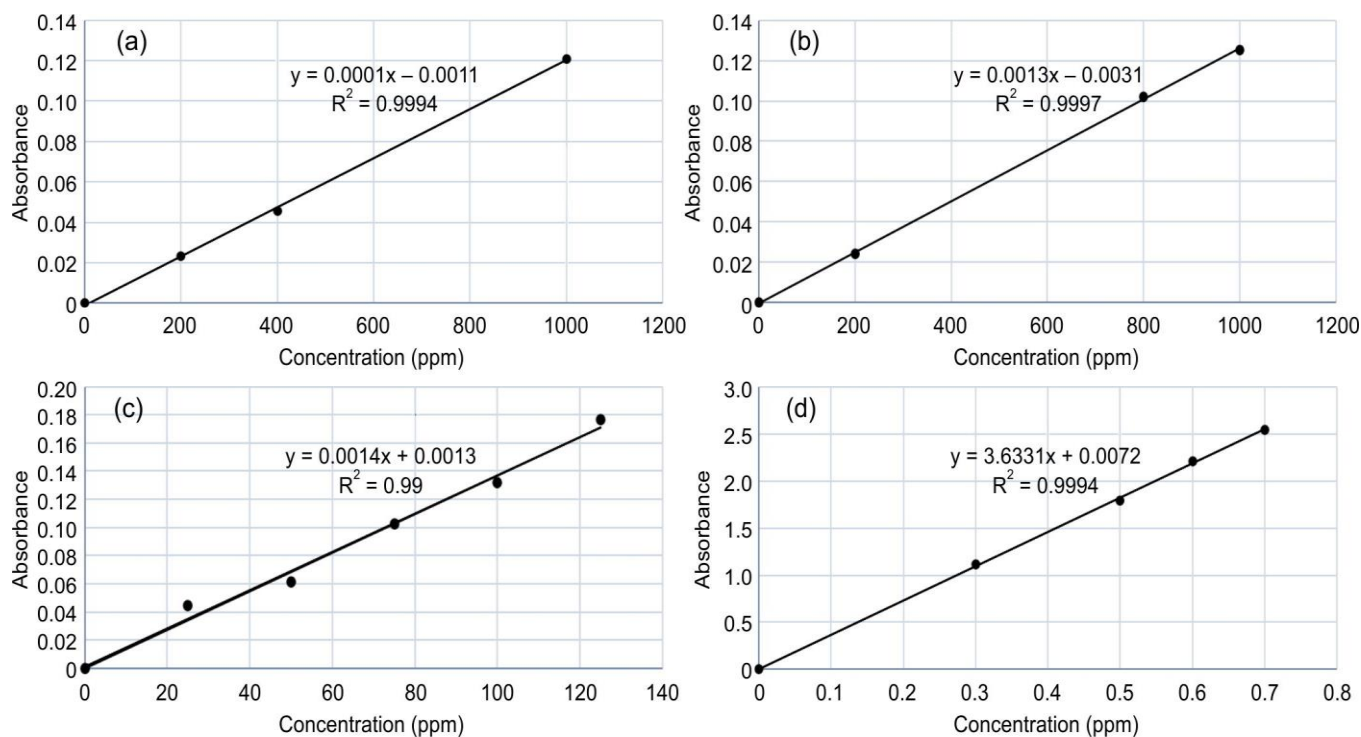 (a)
y = 0.0001x – 0.0011
R² = 0.9994
Absorbance
0.14
0.12
0.10
0.08
0.06
0.04
0.02
0
0 200 400 600 800 1000 1200
Concentration (ppm)
(b)
y = 0.0013x – 0.0031
R² = 0.9997
Absorbance
0.14
0.12
0.10
0.08
0.06
0.04
0.02
0
0 200 400 600 800 1000 1200
Concentration (ppm)
(c)
y = 0.0014x + 0.0013
R² = 0.99
Absorbance
0.20
0.18
0.16
0.14
0.12
0.10
0.08
0.06
0.04
0.02
0
0 20 40 60 80 100 120 140
Concentration (ppm)
(d)
y = 3.6331x + 0.0072
R² = 0.9994
Absorbance
3.0
2.5
2.0
1.5
1.0
0.5
0
0 0.1 0.2 0.3 0.4 0.5 0.6 0.7 0.8
Concentration (ppm)